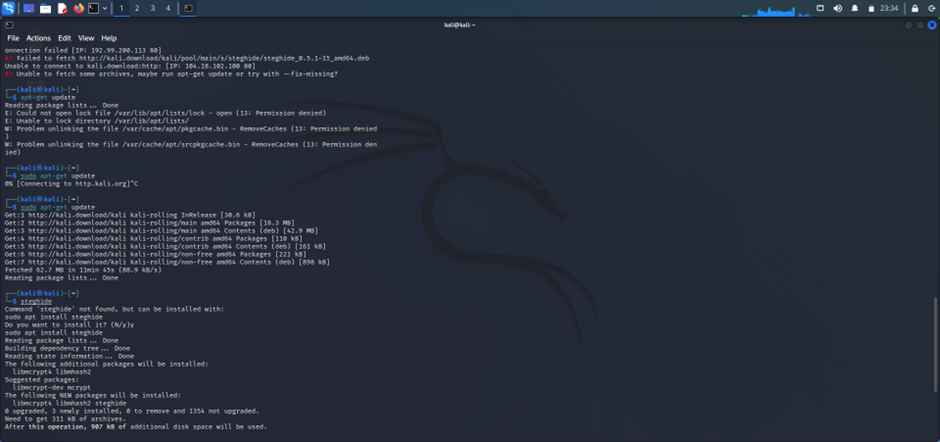 1 2 3 4 23:34
kali@kali: ~
File Actions Edit View Help
onnection failed [IP: 192.99.200.113 80]
E: Failed to fetch http://kali.download/kali/pool/main/s/steghide/steghide_0.5.1-15_amd64.deb
Unable to connect to kali.download:http: [IP: 104.18.102.100 80]
E: Unable to fetch some archives, maybe run apt-get update or try with --fix-missing?
(kali㉿kali)-[~]
$ apt-get update
Reading package lists... Done
E: Could not open lock file /var/lib/apt/lists/lock - open (13: Permission denied)
E: Unable to lock directory /var/lib/apt/lists/
W: Problem unlinking the file /var/cache/apt/pkgcache.bin - RemoveCaches (13: Permission denied
)
W: Problem unlinking the file /var/cache/apt/srcpkgcache.bin - RemoveCaches (13: Permission den
ied)
(kali㉿kali)-[~]
$ sudo apt-get update
0% [Connecting to http.kali.org]^C
(kali㉿kali)-[~]
$ sudo apt-get update
Get:1 http://kali.download/kali kali-rolling InRelease [30.6 kB]
Get:2 http://kali.download/kali kali-rolling/main amd64 Packages [18.3 MB]
Get:3 http://kali.download/kali kali-rolling/main amd64 Contents (deb) [42.9 MB]
Get:4 http://kali.download/kali kali-rolling/contrib amd64 Packages [110 kB]
Get:5 http://kali.download/kali kali-rolling/contrib amd64 Contents (deb) [161 kB]
Get:6 http://kali.download/kali kali-rolling/non-free amd64 Packages [221 kB]
Get:7 http://kali.download/kali kali-rolling/non-free amd64 Contents (deb) [898 kB]
Fetched 62.7 MB in 11min 45s (88.9 kB/s)
Reading package lists... Done
(kali㉿kali)-[~]
$ steghide
Command 'steghide' not found, but can be installed with:
sudo apt install steghide
Do you want to install it? (N/y)y
sudo apt install steghide
Reading package lists... Done
Building dependency tree... Done
Reading state information... Done
The following additional packages will be installed:
libmcrypt4 libmhash2
Suggested packages:
libmcrypt-dev mcrypt
The following NEW packages will be installed:
libmcrypt4 libmhash2 steghide
0 upgraded, 3 newly installed, 0 to remove and 1354 not upgraded.
Need to get 311 kB of archives.
After this operation, 907 kB of additional disk space will be used.